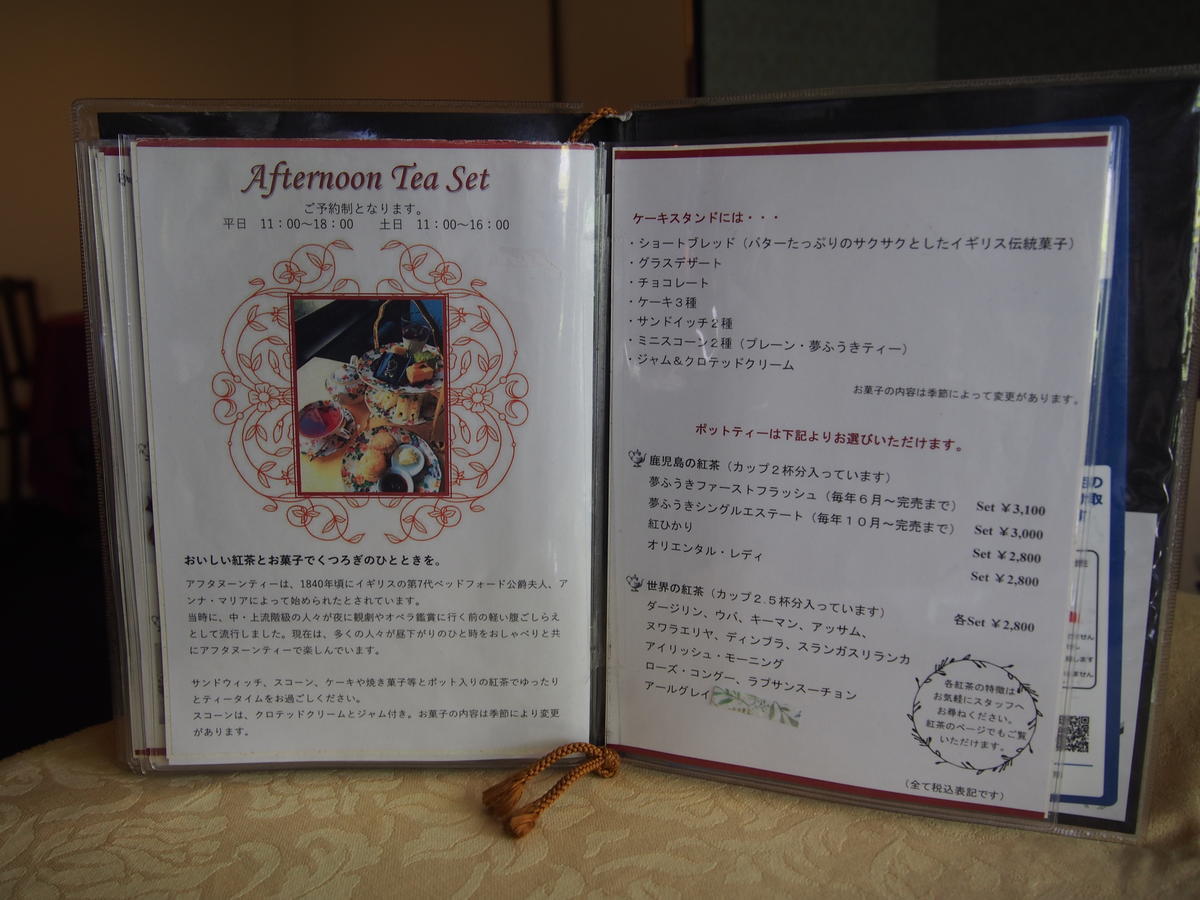 Afternoon Tea Set
ご予約制となります。
平日　11：00～18：00　　土日　11：00～16：00
おいしい紅茶とお菓子でくつろぎのひとときを。
アフタヌーンティーは、1840年頃にイギリスの第7代ベッドフォード公爵夫人、ア
ンナ・マリアによって始められたとされています。
当時に、中・上流階級の人々が夜に観劇やオペラ鑑賞に行く前の軽い腹ごしらえ
として流行しました。現在は、多くの人々が昼下がりのひと時をおしゃべりと共
にアフタヌーンティーで楽しんでいます。
サンドウィッチ、スコーン、ケーキや焼き菓子等とポット入りの紅茶でゆったり
とティータイムをお過ごしください。
スコーンは、クロテッドクリームとジャム付き。お菓子の内容は季節により変更
があります。
ケーキスタンドには・・・
・ショートブレッド（バターたっぷりのサクサクとしたイギリス伝統菓子）
・グラスデザート
・チョコレート
・ケーキ３種
・サンドイッチ２種
・ミニスコーン２種（プレーン・夢ふうきティー）
・ジャム＆クロテッドクリーム
お菓子の内容は季節によって変更があります。
ポットティーは下記よりお選びいただけます。
鹿児島の紅茶（カップ２杯分入っています）
夢ふうきファーストフラッシュ（毎年６月～完売まで）　Set ￥3,100
夢ふうきシングルエステート（毎年１０月～完売まで）　Set ￥3,000
紅ひかり　Set ￥2,800
オリエンタル・レディ　Set ￥2,800
世界の紅茶（カップ２.５杯分入っています）　各Set ￥2,800
ダージリン、ウバ、キーマン、アッサム、
ヌワラエリヤ、ディンブラ、スランガスリランカ
アイリッシュ・モーニング
ローズ・コングー、ラプサンスーチョン
アールグレイ
各紅茶の特徴は
お気軽にスタッフへ
お尋ねください。
紅茶のページでもご覧
いただけます。
（全て税込表記です）